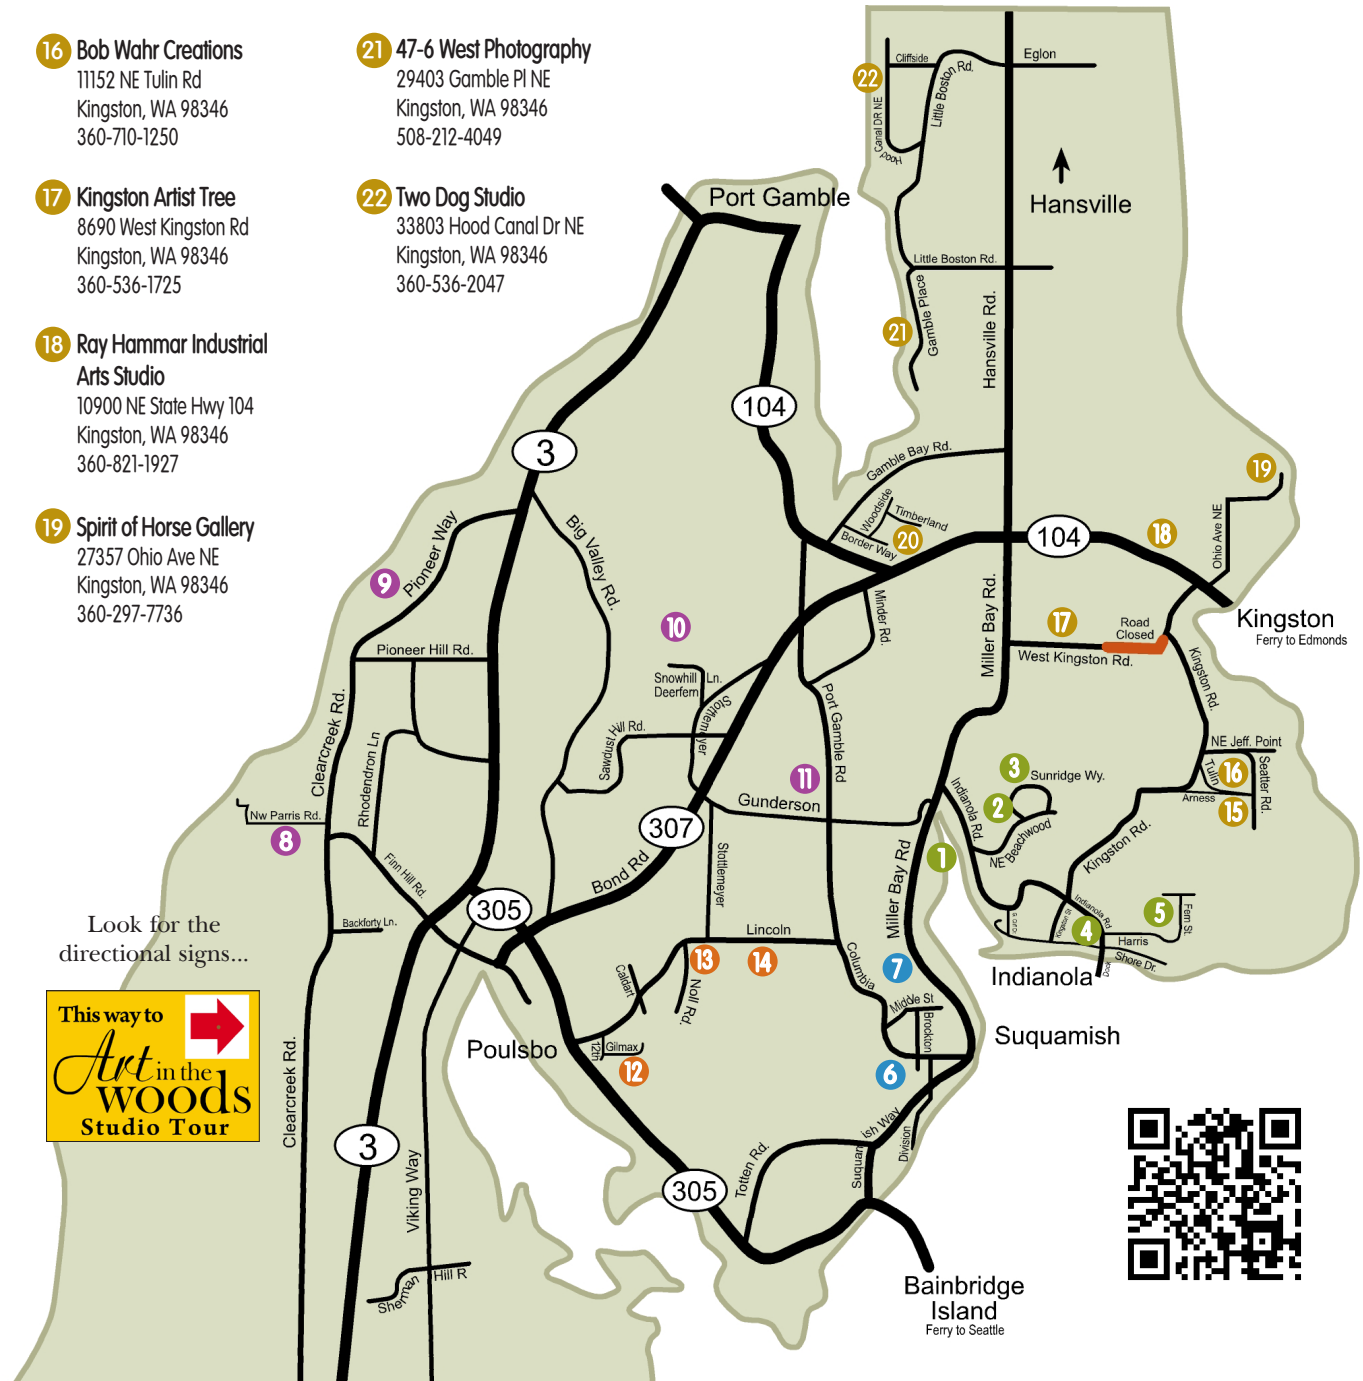 16 Bob Wahr Creations
11152 NE Tulin Rd
Kingston, WA 98346
360-710-1250
17 Kingston Artist Tree
8690 West Kingston Rd
Kingston, WA 98346
360-536-1725
18 Ray Hammar Industrial
Arts Studio
10900 NE State Hwy 104
Kingston, WA 98346
360-821-1927
19 Spirit of Horse Gallery
27357 Ohio Ave NE
Kingston, WA 98346
360-297-7736
21 47-6 West Photography
29403 Gamble Pl NE
Kingston, WA 98346
508-212-4049
22 Two Dog Studio
33803 Hood Canal Dr NE
Kingston, WA 98346
360-536-2047
Cliffside
Eglon
22
Little Boston Rd.
Hood Canal DR NE
Hansville
Port Gamble
Little Boston Rd.
Gamble Place
21
Hansville Rd.
104
3
Gamble Bay Rd.
19
Woodside
Timberland
Border Way
20
104
18
Ohio Ave NE
Pioneer Way
Big Valley Rd.
9
10
Minder Rd.
Miller Bay Rd.
17
Road
Closed
West Kingston Rd.
Kingston
Ferry to Edmonds
Pioneer Hill Rd.
Snowhill Ln.
Deerfern
Stottlemeyer
Kingston Rd.
Clearcreek Rd.
Rhodendron Ln
Sawdust Hill Rd.
Port Gamble Rd
NE Jeff. Point
Tulin
16
Seatter Rd.
Arness
15
3
Sunridge Wy.
2
Indianola Rd.
NE Beachwood
11
Gunderson
Nw Parris Rd.
8
307
Bond Rd
Stottlemeyer
Miller Bay Rd
1
Kingston Rd.
Finn Hill Rd.
305
Backforty Ln.
Lincoln
13
14
Columbia
7
Indianola Rd
Kingston St.
4
5
Fern St.
Harris
Shore Dr.
Dock
Indianola
Look for the
directional signs...
Caldart
Noll Rd.
Middle St
Brockton
Suquamish
This way to
Art in the
woods
Studio Tour
Poulsbo
12th
Gilmax
12
6
Clearcreek Rd.
3
Viking Way
305
Totten Rd.
Suquamish Way
Division
Sherman Hill R
Bainbridge
Island
Ferry to Seattle